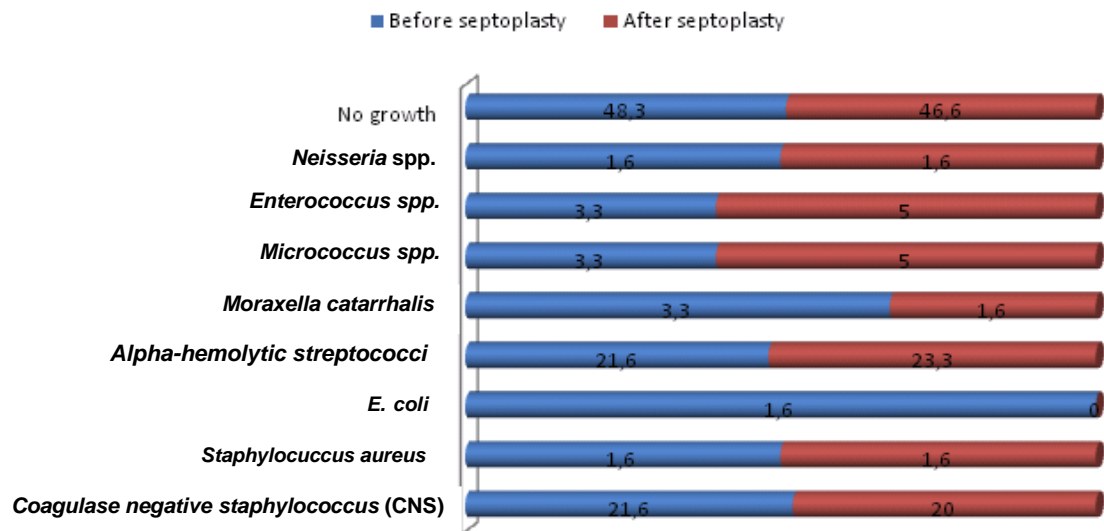 Before septoplasty After septoplasty
No growth 48,3 46,6
Neisseria spp. 1,6 1,6
Enterococcus spp. 3,3 5
Micrococcus spp. 3,3 5
Moraxella catarrhalis 3,3 1,6
Alpha-hemolytic streptococci 21,6 23,3
E. coli 1,6 0
Staphylocuccus aureus 1,6 1,6
Coagulase negative staphylococcus (CNS) 21,6 20